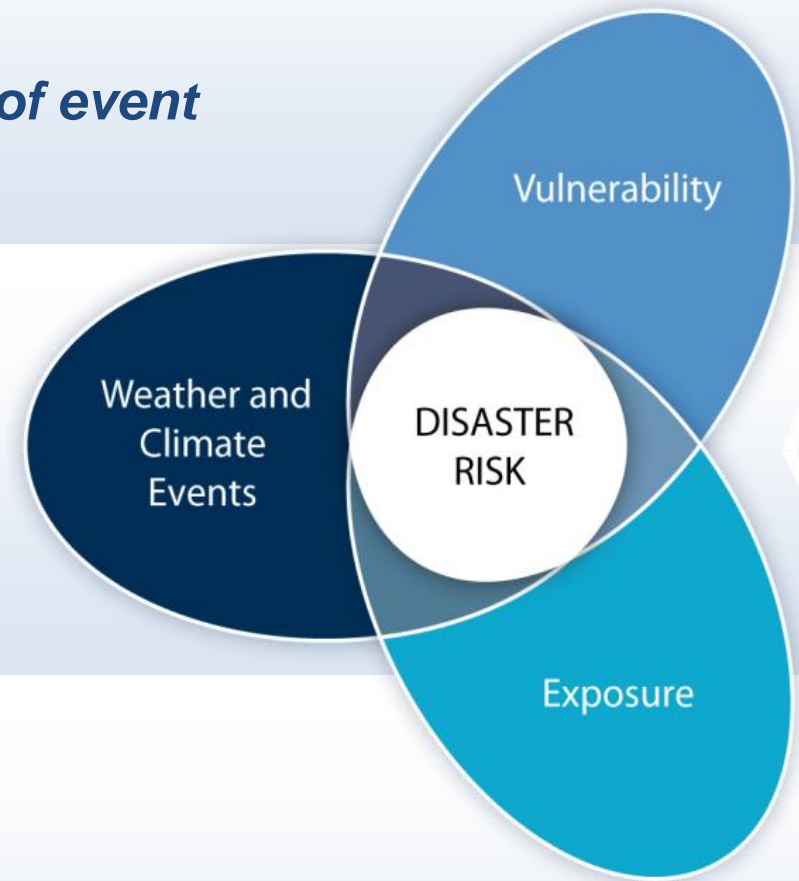 of event
Vulnerability
Weather and
Climate
Events
DISASTER
RISK
Exposure